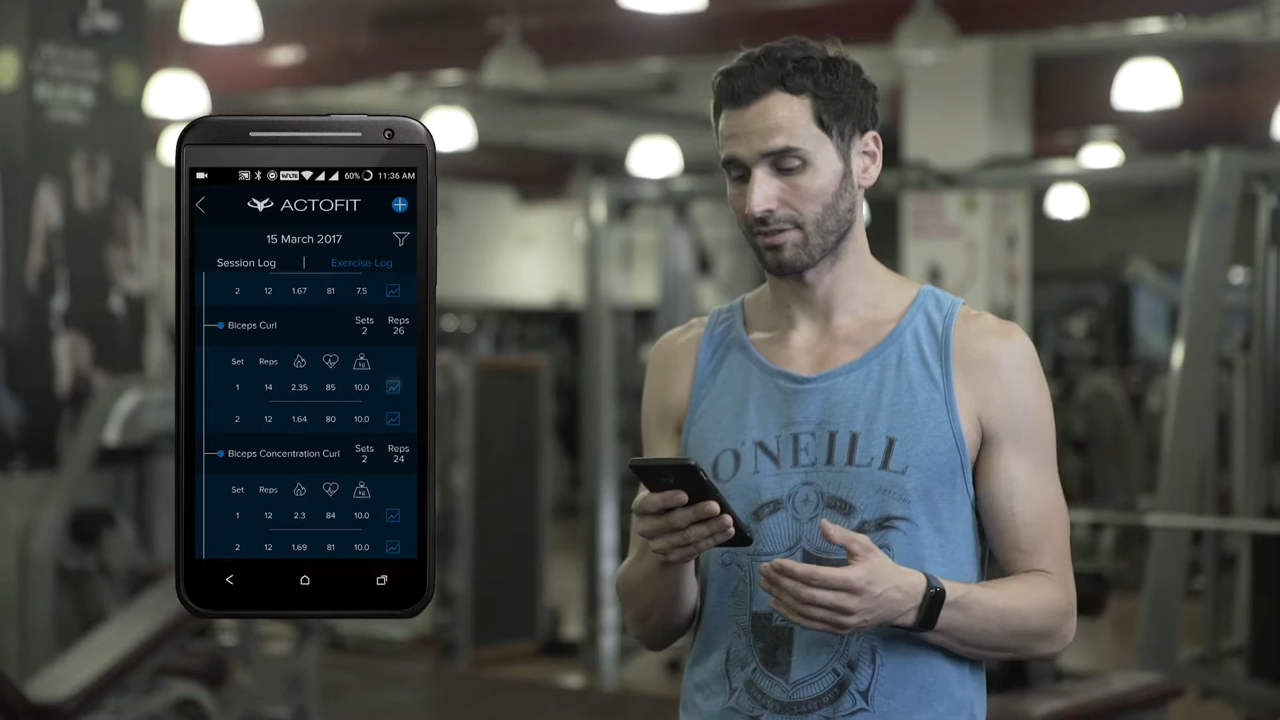 60% 11:36 AM
ACTOFIT
15 March 2017
Session Log | Exercise Log
2 12 1.67 81 7.5
Biceps Curl Sets 2 Reps 26
Set Reps kg
1 14 2.35 85 10.0
2 12 1.64 80 10.0
Biceps Concentration Curl Sets 2 Reps 24
Set Reps kg
1 12 2.3 84 10.0
2 12 1.69 81 10.0
O'NEILL